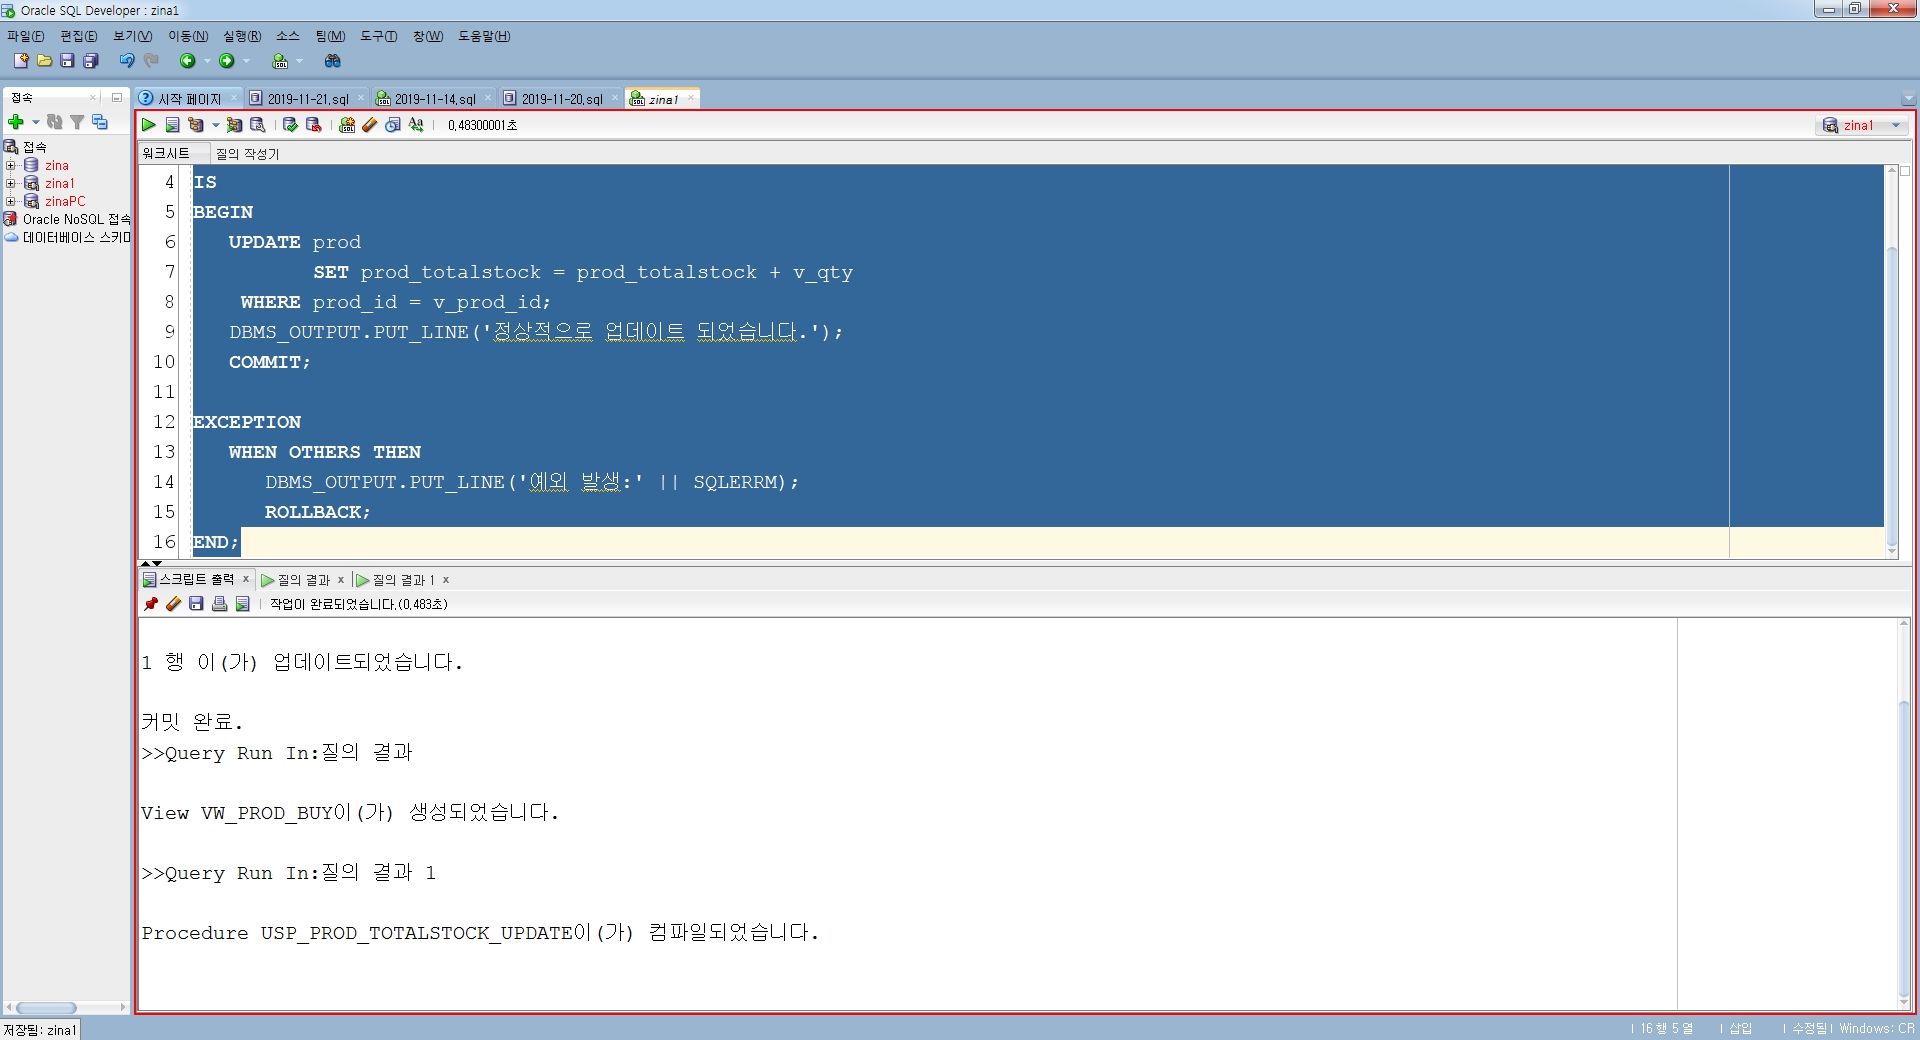 Oracle SQL Developer : zina1
파일(F) 편집(E) 보기(V) 이동(N) 실행(R) 소스 팀(M) 도구(T) 창(W) 도움말(H)
접속
시작 페이지 2019-11-21.sql 2019-11-14.sql 2019-11-20.sql zina1
0.48300001초
zina1
워크시트 질의 작성기
접속
zina
zina1
zinaPC
Oracle NoSQL 접속
데이터베이스 스키마
4 IS
5 BEGIN
6 UPDATE prod
7 SET prod_totalstock = prod_totalstock + v_qty
8 WHERE prod_id = v_prod_id;
9 DBMS_OUTPUT.PUT_LINE('정상적으로 업데이트 되었습니다.');
10 COMMIT;
11
12 EXCEPTION
13 WHEN OTHERS THEN
14 DBMS_OUTPUT.PUT_LINE('예외 발생:' || SQLERRM);
15 ROLLBACK;
16 END;
스크립트 출력 x 질의 결과 x 질의 결과 1 x
작업이 완료되었습니다.(0.483초)
1 행 이(가) 업데이트되었습니다.
커밋 완료.
>>Query Run In:질의 결과
View VW_PROD_BUY이(가) 생성되었습니다.
>>Query Run In:질의 결과 1
Procedure USP_PROD_TOTALSTOCK_UPDATE이(가) 컴파일되었습니다.
저장됨: zina1
16 행 5 열 삽입 수정됨 Windows: CR